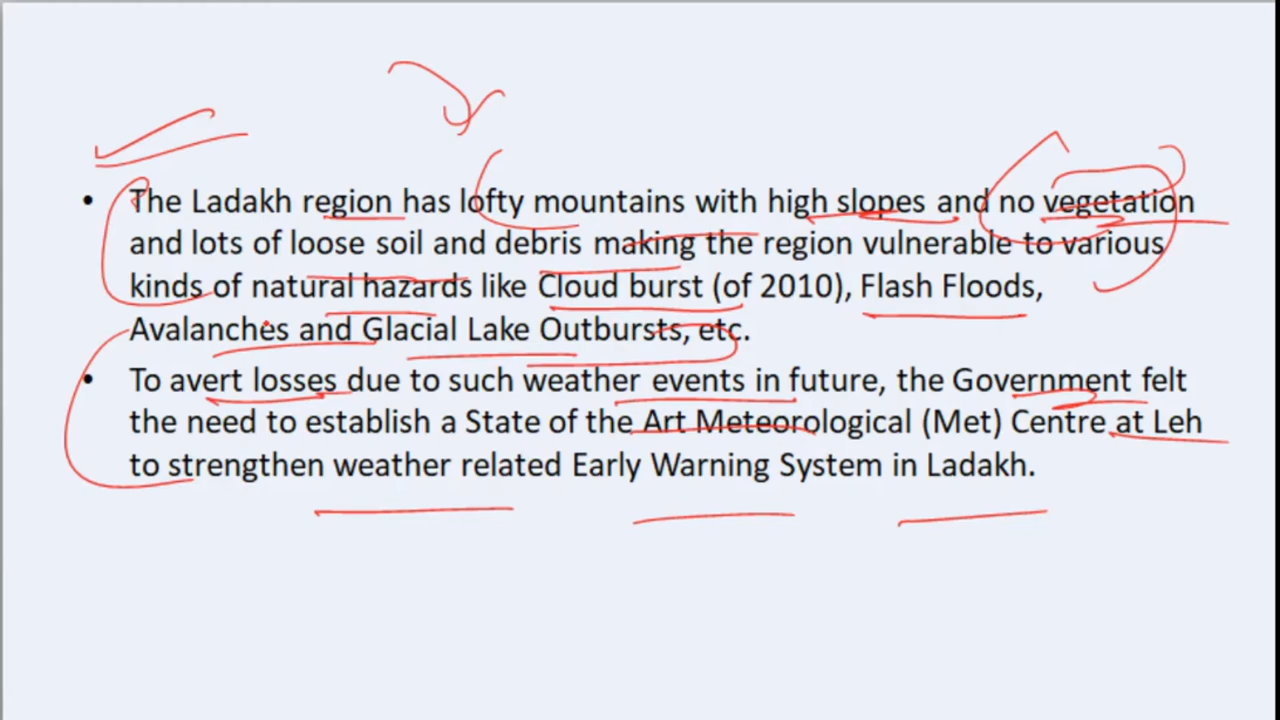 • The Ladakh region has lofty mountains with high slopes and no vegetation
and lots of loose soil and debris making the region vulnerable to various
kinds of natural hazards like Cloud burst (of 2010), Flash Floods,
Avalanches and Glacial Lake Outbursts, etc.
• To avert losses due to such weather events in future, the Government felt
the need to establish a State of the Art Meteorological (Met) Centre at Leh
to strengthen weather related Early Warning System in Ladakh.